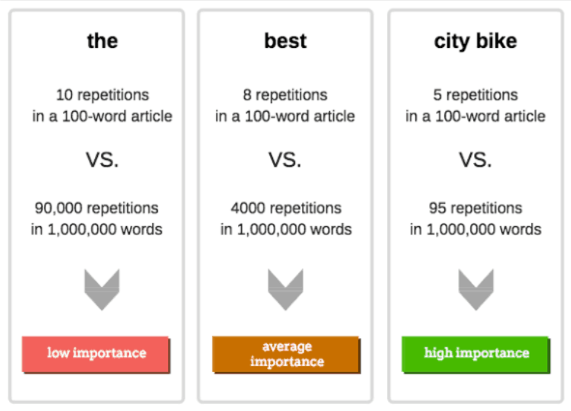 the
10 repetitions
in a 100-word article
VS.
90,000 repetitions
in 1,000,000 words
low importance
best
8 repetitions
in a 100-word article
VS.
4000 repetitions
in 1,000,000 words
average
importance
city bike
5 repetitions
in a 100-word article
VS.
95 repetitions
in 1,000,000 words
high importance